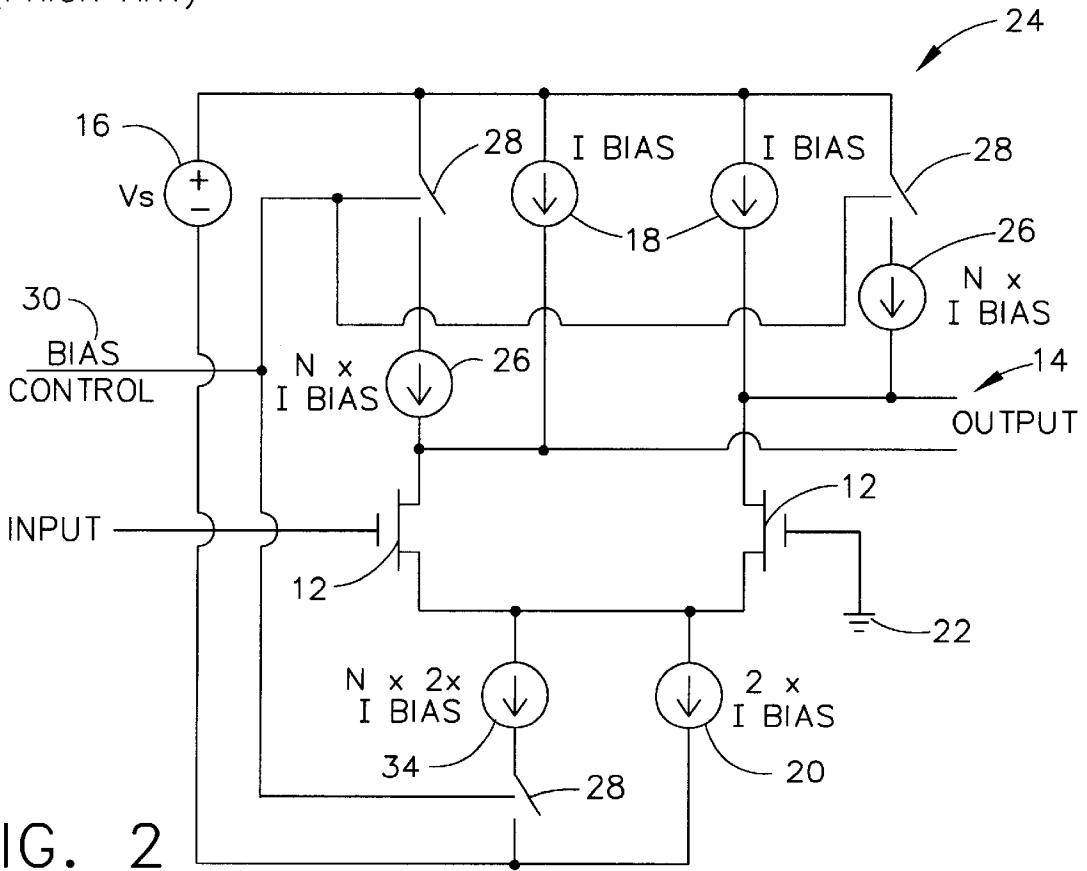 24
16
Vs
+
−
28
I BIAS
I BIAS
28
18
26
N x
I BIAS
30
BIAS
CONTROL
N x
I BIAS
26
14
OUTPUT
INPUT
12
12
22
N x 2x
I BIAS
2 x
I BIAS
34
28
20
IG. 2